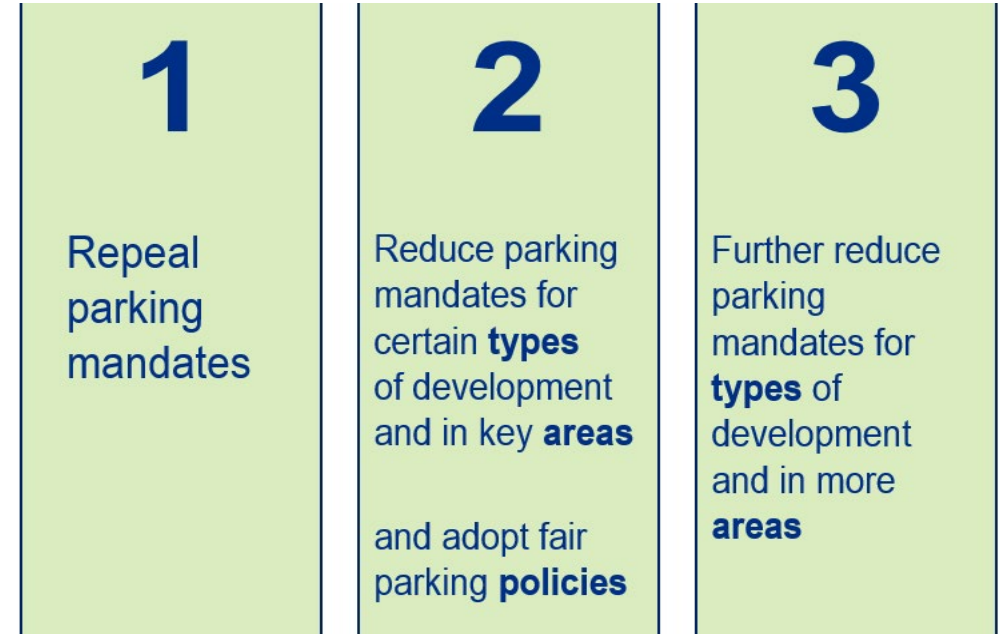 1
Repeal
parking
mandates
2
Reduce parking
mandates for
certain types
of development
and in key areas
and adopt fair
parking policies
3
Further reduce
parking
mandates for
types of
development
and in more
areas